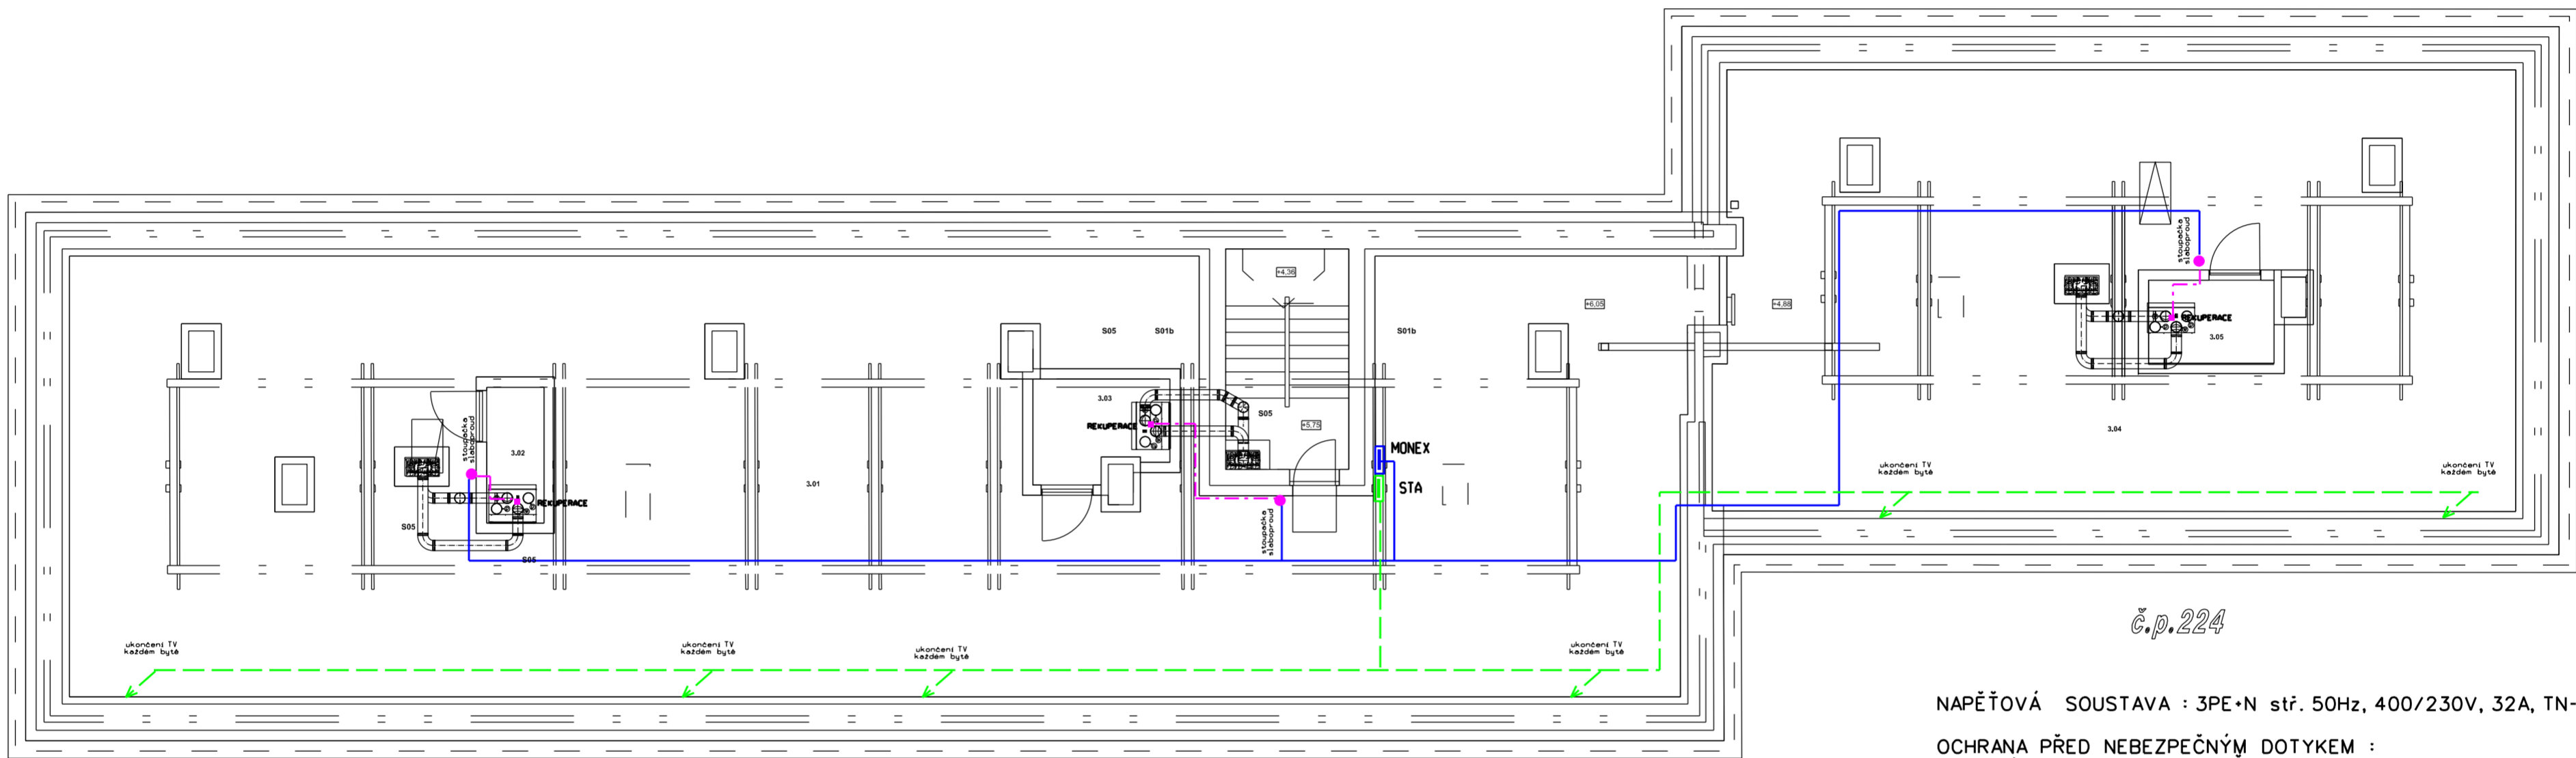 stoupačka
slaboproud
+4,36
+6,05
+4,88
REKUPERACE
3.05
S05
S01b
S01b
3.03
S05
+5,75
REKUPERACE
MONEX
STA
3.04
stoupačka
slaboproud
3.02
3.01
REKUPERACE
S05
S05
stoupačka
slaboproud
ukončení TV
každém bytě
ukončení TV
každém bytě
č.p.224
ukončení TV
každém bytě
ukončení TV
každém bytě
ukončení TV
každém bytě
ukončení TV
každém bytě
NAPĚŤOVÁ SOUSTAVA : 3PE+N stř. 50Hz, 400/230V, 32A, TN-
OCHRANA PŘED NEBEZPEČNÝM DOTYKEM :